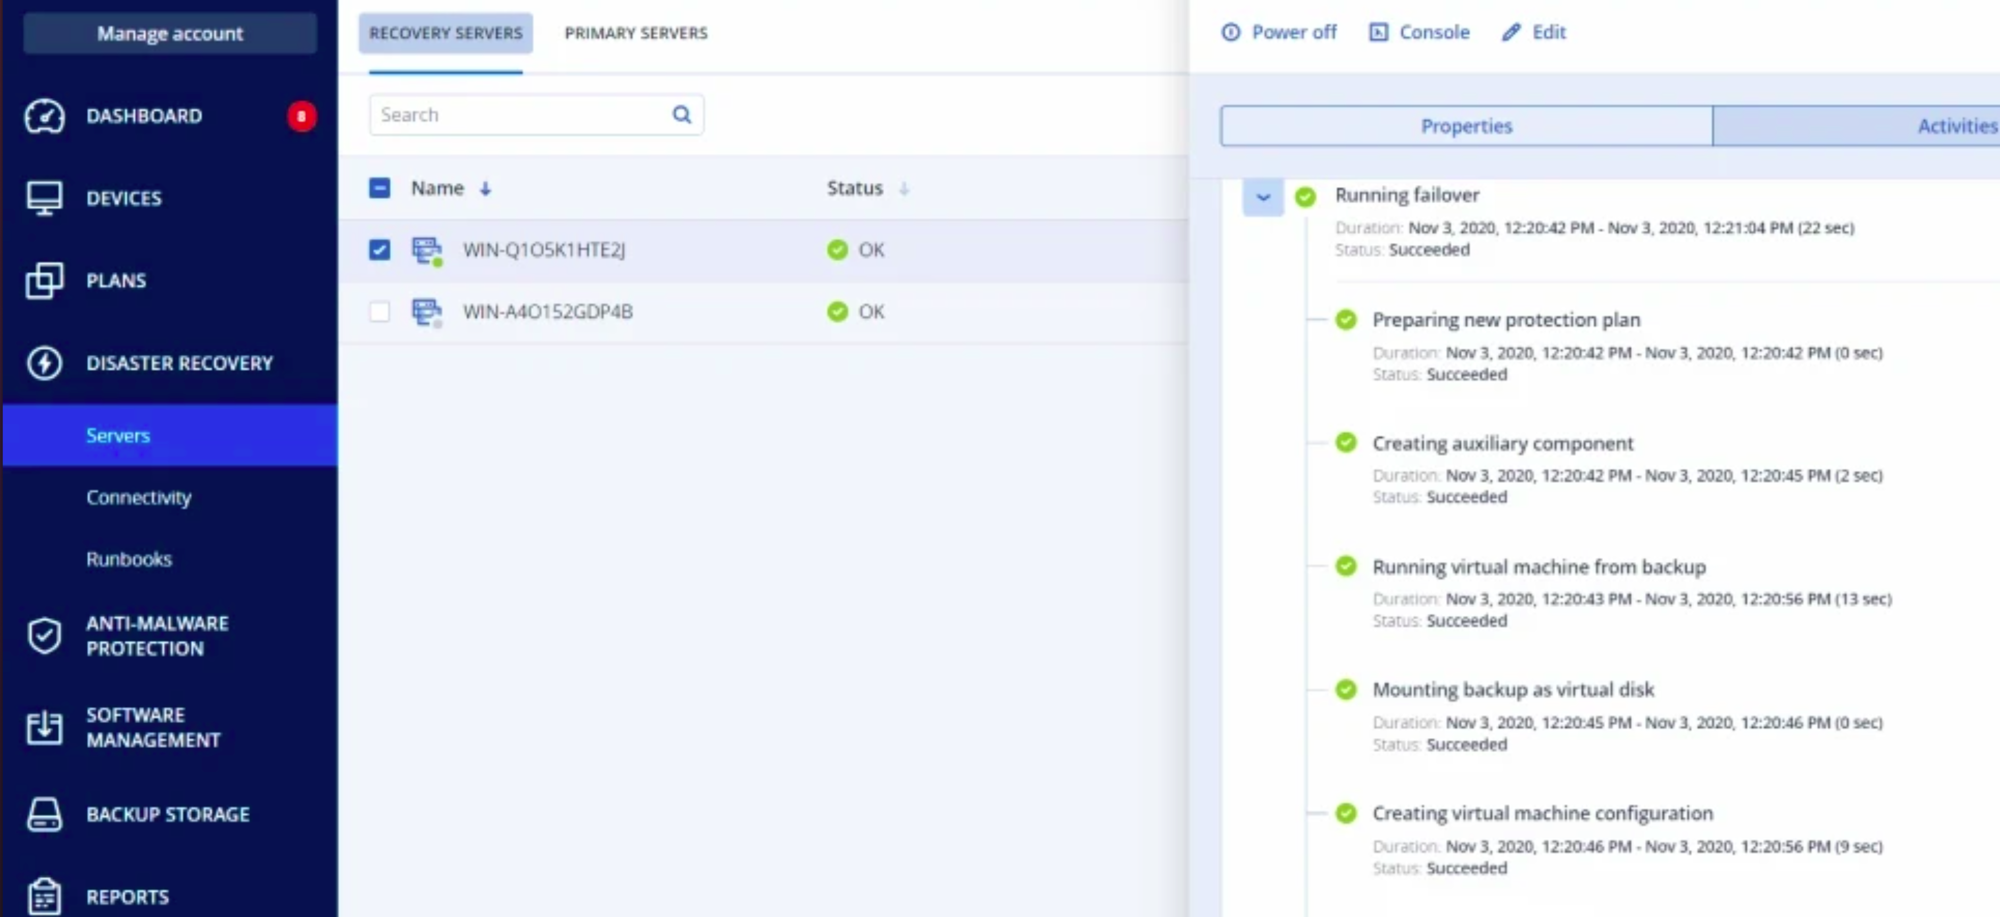 Manage account
DASHBOARD
8
DEVICES
PLANS
DISASTER RECOVERY
Servers
Connectivity
Runbooks
ANTI-MALWARE
PROTECTION
SOFTWARE
MANAGEMENT
BACKUP STORAGE
REPORTS
RECOVERY SERVERS
PRIMARY SERVERS
Search
Name
Status
WIN-Q1O5K1HTE2J
OK
WIN-A4O152GDP4B
OK
Power off
Console
Edit
Properties
Activities
Running failover
Duration: Nov 3, 2020, 12:20:42 PM - Nov 3, 2020, 12:21:04 PM (22 sec)
Status: Succeeded
Preparing new protection plan
Duration: Nov 3, 2020, 12:20:42 PM - Nov 3, 2020, 12:20:42 PM (0 sec)
Status: Succeeded
Creating auxiliary component
Duration: Nov 3, 2020, 12:20:42 PM - Nov 3, 2020, 12:20:45 PM (2 sec)
Status: Succeeded
Running virtual machine from backup
Duration: Nov 3, 2020, 12:20:43 PM - Nov 3, 2020, 12:20:56 PM (13 sec)
Status: Succeeded
Mounting backup as virtual disk
Duration: Nov 3, 2020, 12:20:45 PM - Nov 3, 2020, 12:20:46 PM (0 sec)
Status: Succeeded
Creating virtual machine configuration
Duration: Nov 3, 2020, 12:20:46 PM - Nov 3, 2020, 12:20:56 PM (9 sec)
Status: Succeeded